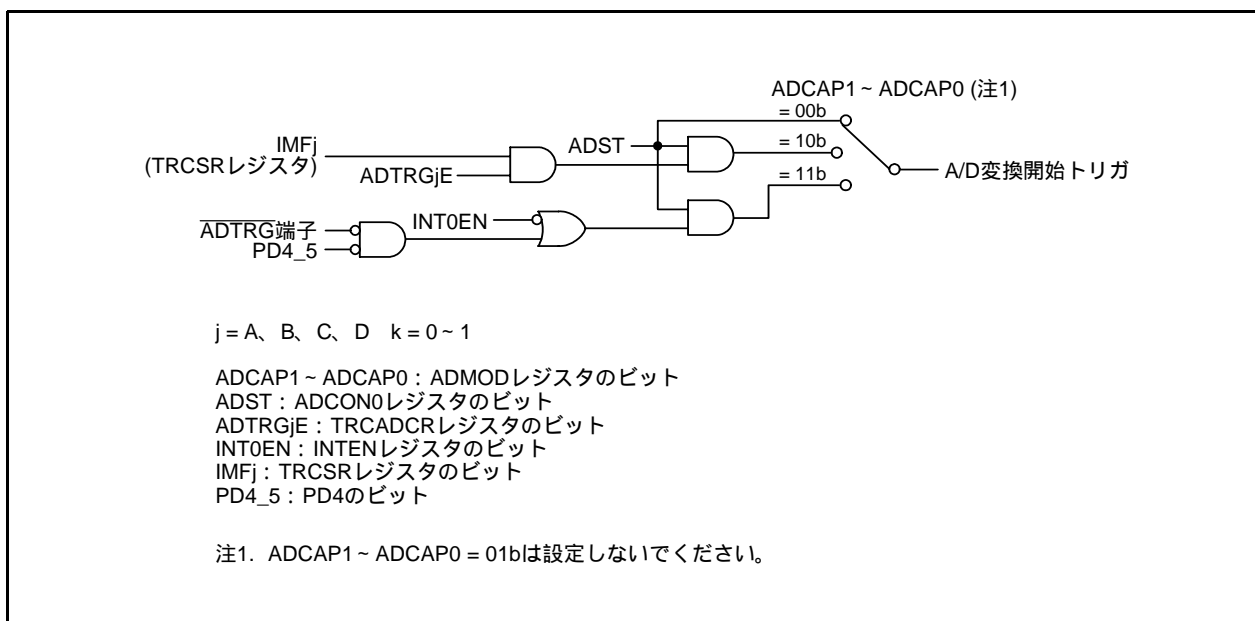 ADCAP1 ~ ADCAP0 (注1)
= 00b
IMFj
(TRCSRレジスタ)
ADTRGjE
ADST
= 10b
A/D変換開始トリガ
= 11b
ADTRG端子
PD4_5
INT0EN
j = A、B、C、D k = 0 ~ 1
ADCAP1 ~ ADCAP0：ADMODレジスタのビット
ADST：ADCON0レジスタのビット
ADTRGjE：TRCADCRレジスタのビット
INT0EN：INTENレジスタのビット
IMFj：TRCSRレジスタのビット
PD4_5：PD4のビット
注1. ADCAP1 ~ ADCAP0 = 01bは設定しないでください。